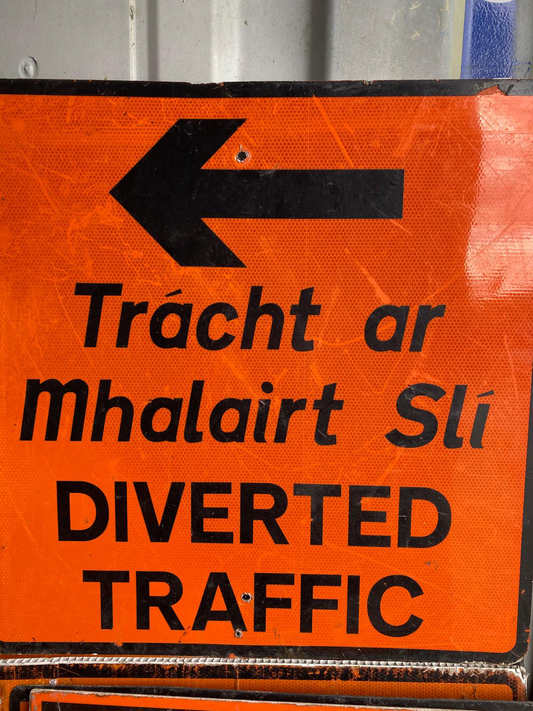 Trácht ar
Mhalairt Slí
DIVERTED
TRAFFIC